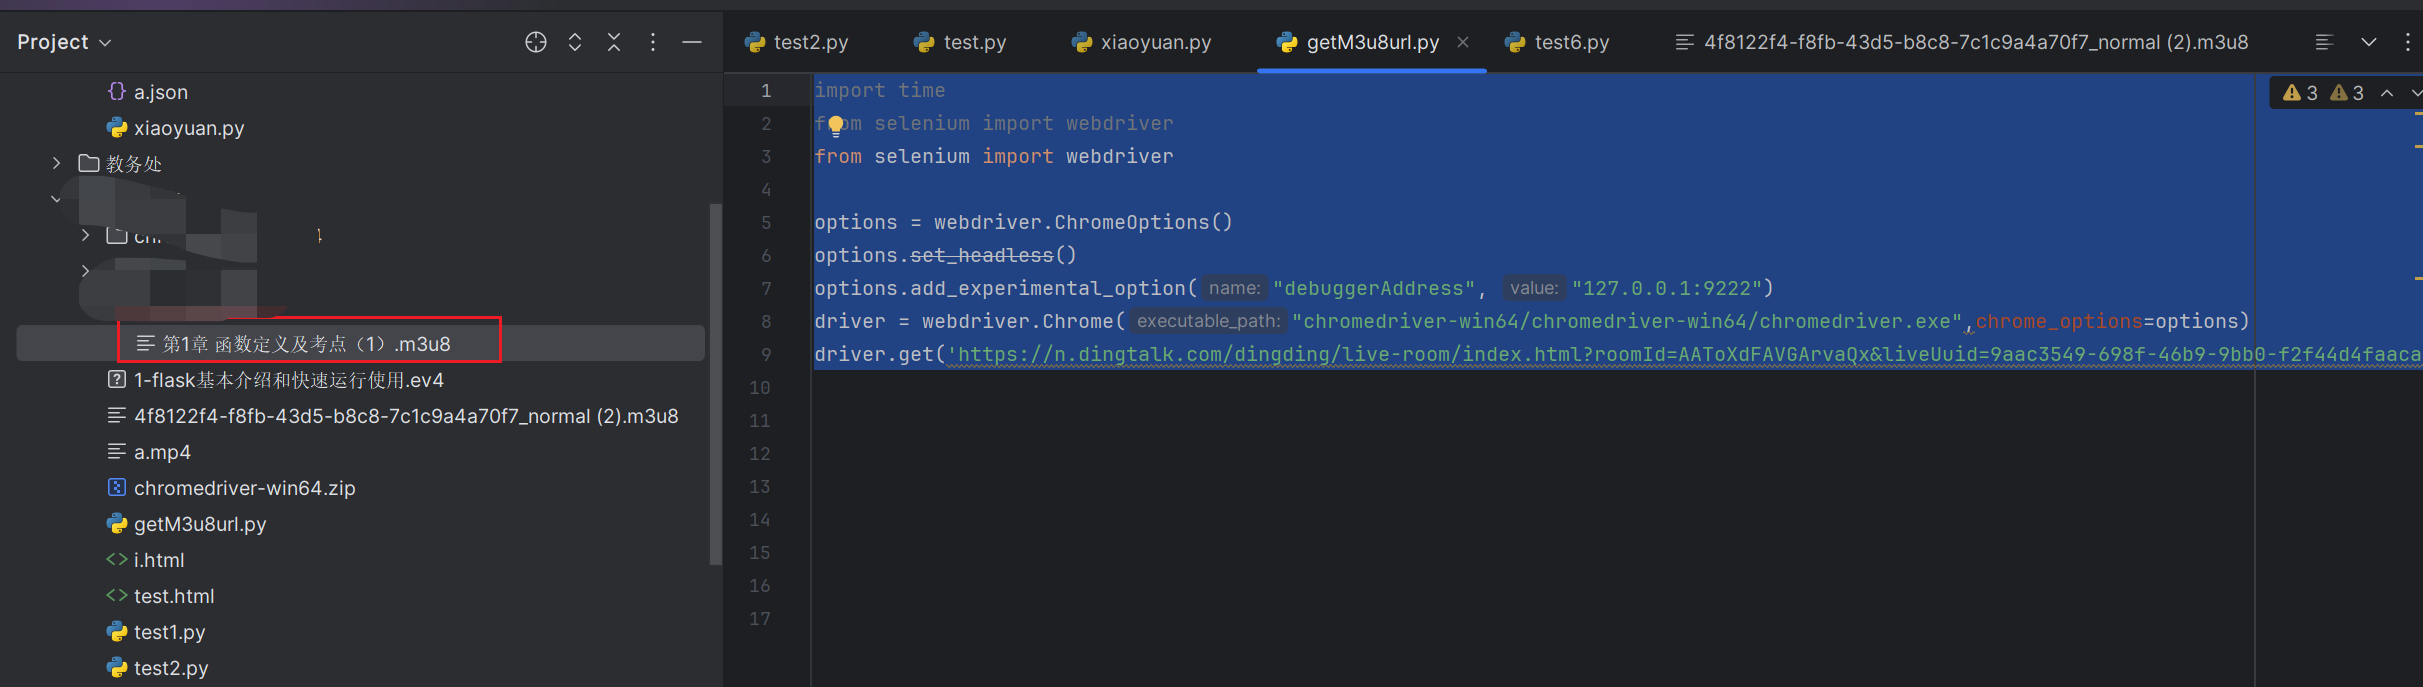 Project
test2.py
test.py
xiaoyuan.py
getM3u8url.py
test6.py
4f8122f4-f8fb-43d5-b8c8-7c1c9a4a70f7_normal (2).m3u8
a.json
xiaoyuan.py
教务处
第1章 函数定义及考点（1）.m3u8
1-flask基本介绍和快速运行使用.ev4
4f8122f4-f8fb-43d5-b8c8-7c1c9a4a70f7_normal (2).m3u8
a.mp4
chromedriver-win64.zip
getM3u8url.py
i.html
test.html
test1.py
test2.py
3 3
1 import time
2 from selenium import webdriver
3 from selenium import webdriver
4
5 options = webdriver.ChromeOptions()
6 options.set_headless()
7 options.add_experimental_option( name: "debuggerAddress", value: "127.0.0.1:9222")
8 driver = webdriver.Chrome( executable_path: "chromedriver-win64/chromedriver-win64/chromedriver.exe",chrome_options=options)
9 driver.get('https://n.dingtalk.com/dingding/live-room/index.html?roomId=AAToXdFAVGArvaQx&liveUuid=9aac3549-698f-46b9-9bb0-f2f44d4faaca
10
11
12
13
14
15
16
17